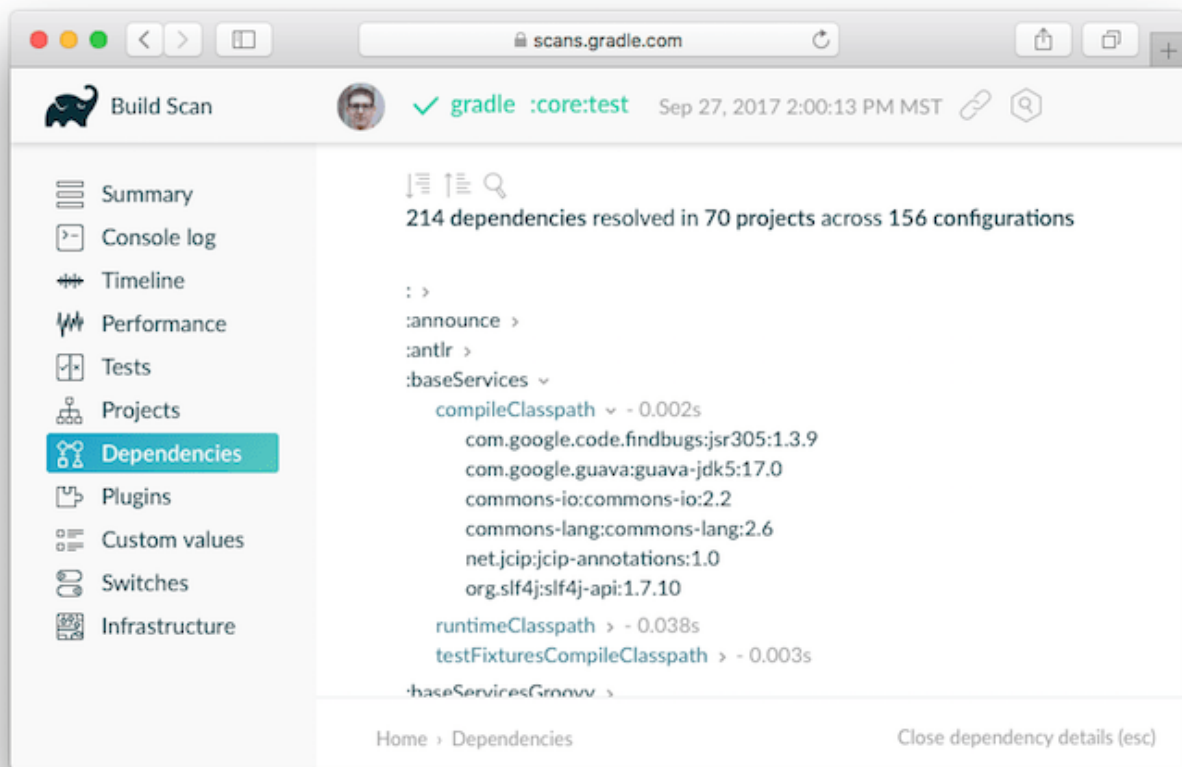 scans.gradle.com
Build Scan
gradle :core:test Sep 27, 2017 2:00:13 PM MST
Summary
Console log
Timeline
Performance
Tests
Projects
Dependencies
Plugins
Custom values
Switches
Infrastructure
214 dependencies resolved in 70 projects across 156 configurations
: >
:announce >
:antlr >
:baseServices
compileClasspath - 0.002s
com.google.code.findbugs:jsr305:1.3.9
com.google.guava:guava-jdk5:17.0
commons-io:commons-io:2.2
commons-lang:commons-lang:2.6
net.jcip:jcip-annotations:1.0
org.slf4j:slf4j-api:1.7.10
runtimeClasspath > - 0.038s
testFixturesCompileClasspath > - 0.003s
:baseServicesGroovy >
Home > Dependencies
Close dependency details (esc)